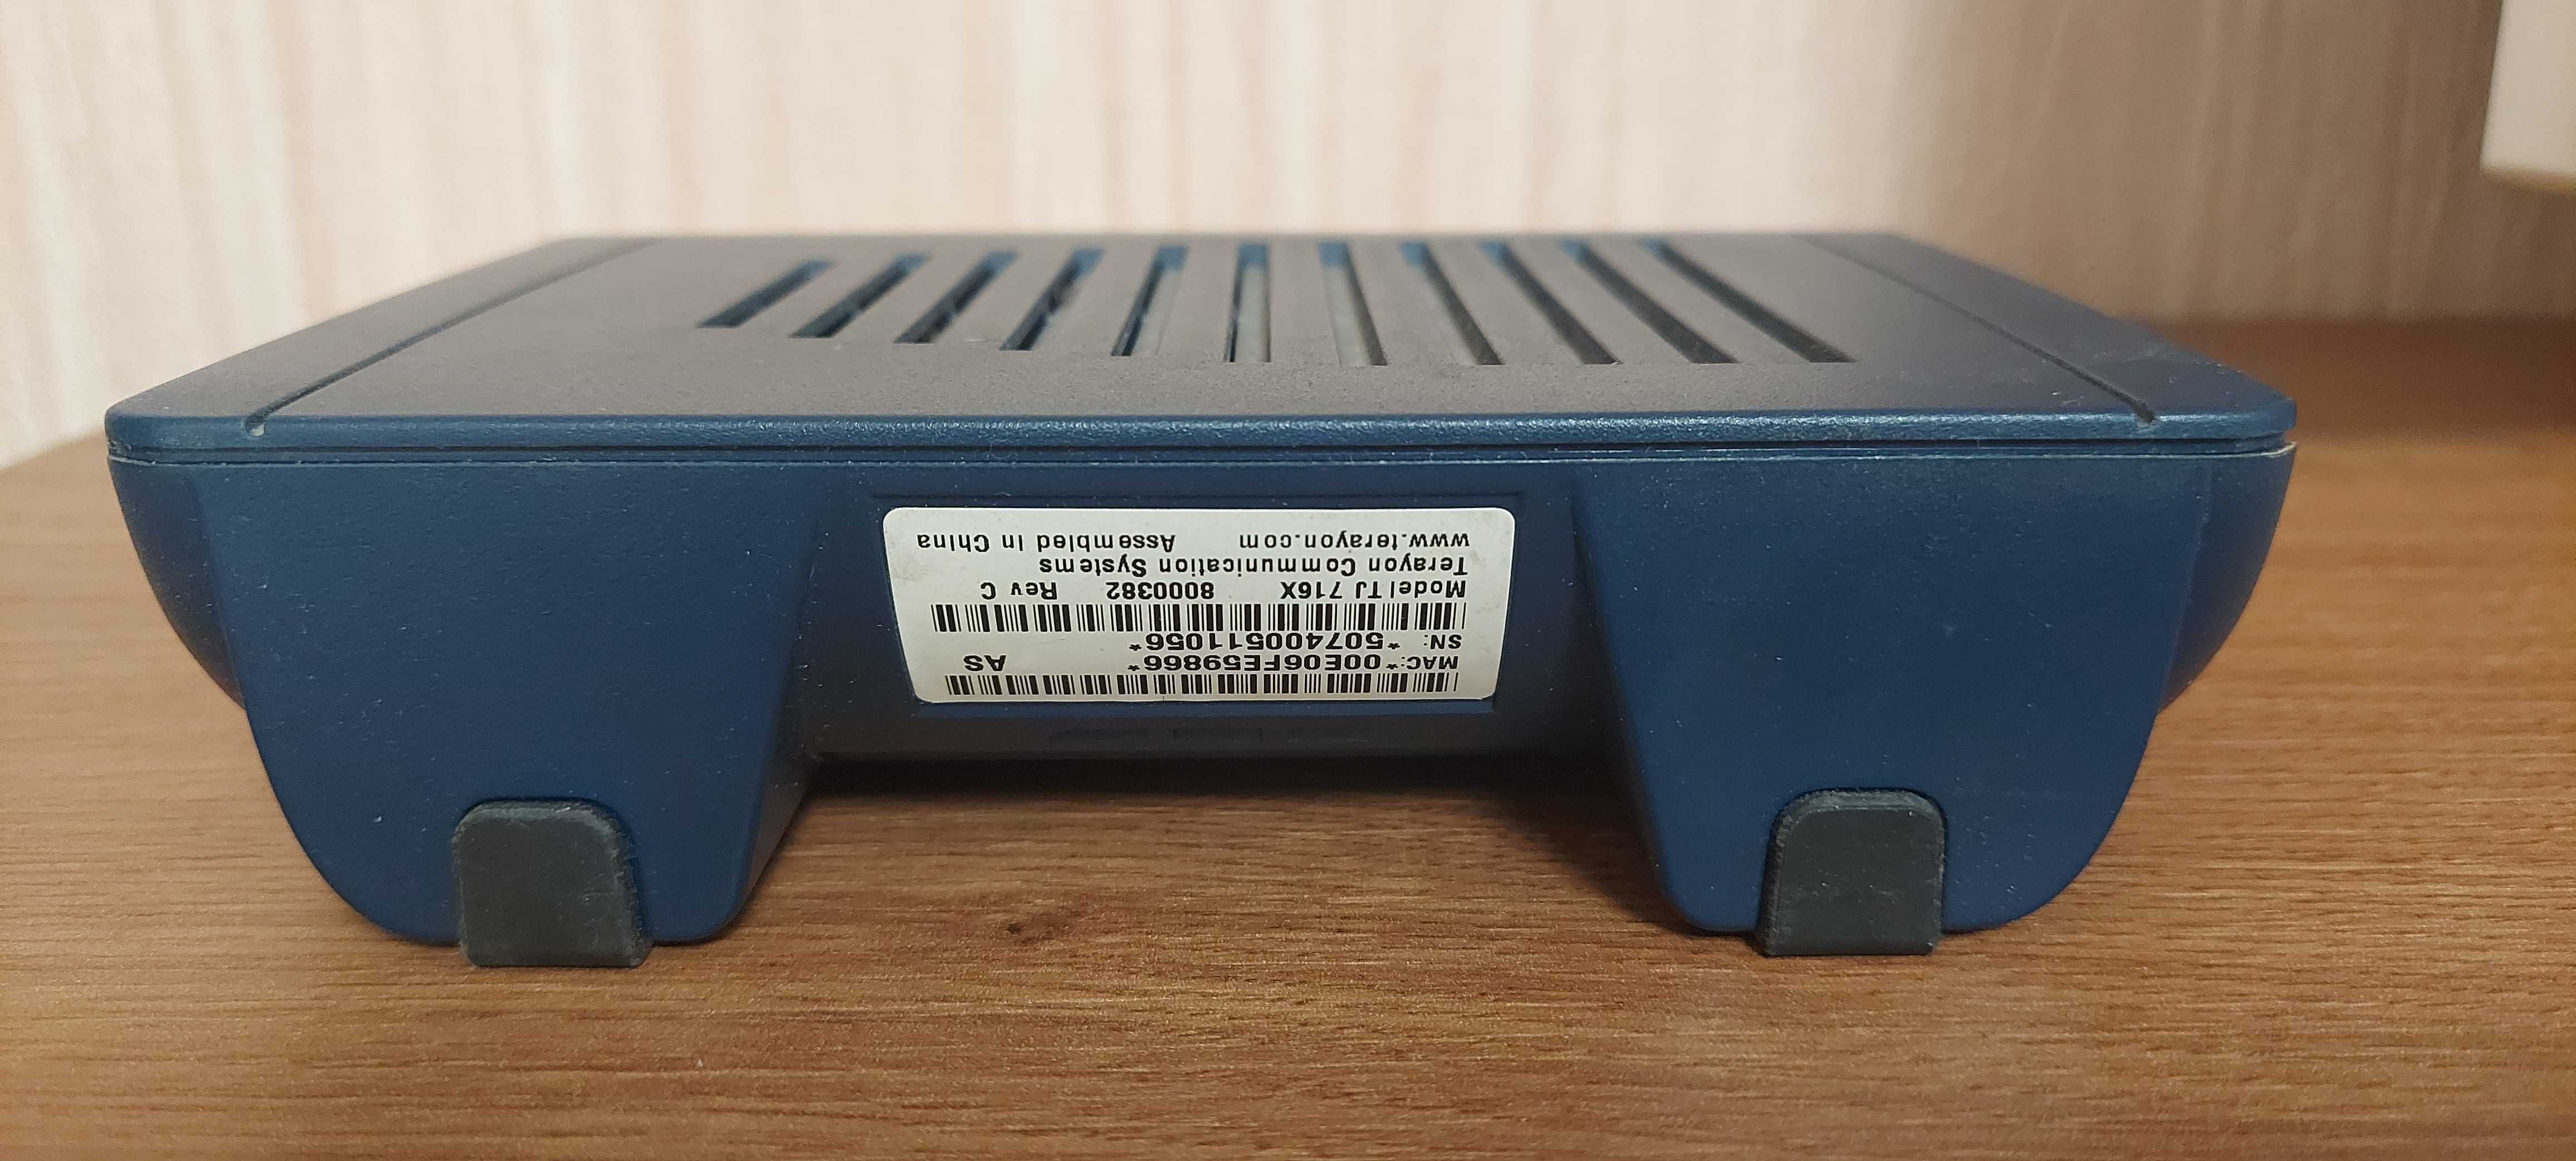 MAC:*00E06FE59866* AS
SN: *507400511056*
Model TJ 716X 8000382 Rev C
Terayon Communication Systems
www.terayon.com Assembled in China